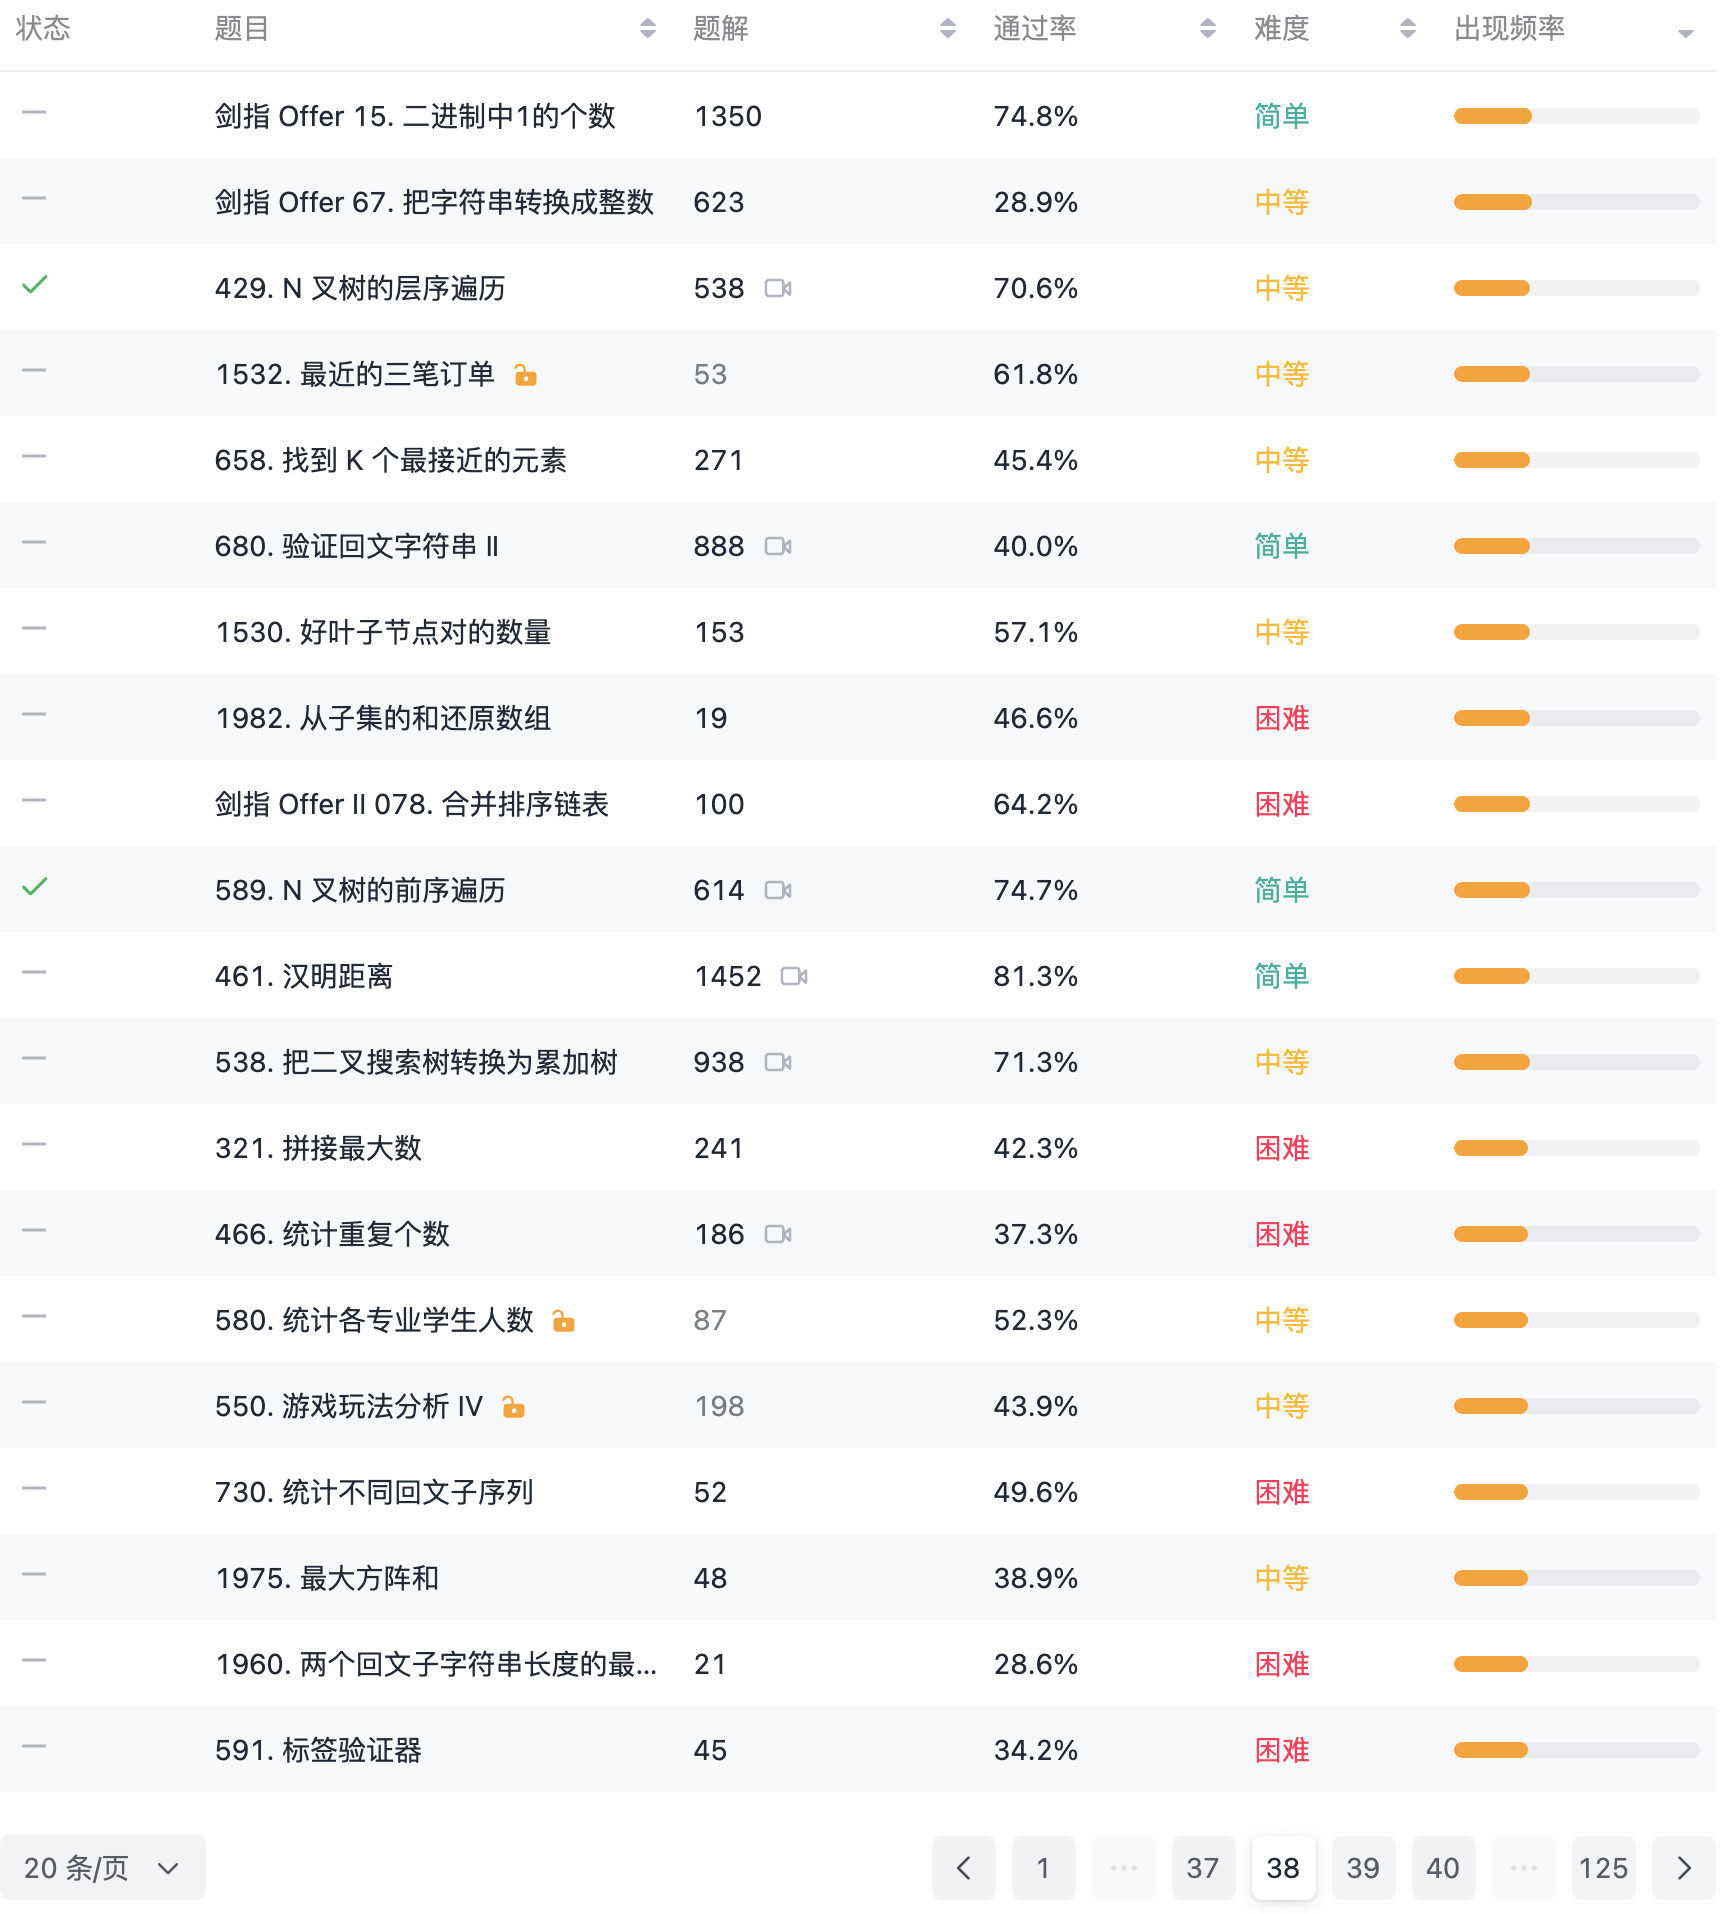 状态 题目 题解 通过率 难度 出现频率
剑指 Offer 15. 二进制中1的个数 1350 74.8% 简单
剑指 Offer 67. 把字符串转换成整数 623 28.9% 中等
429. N 叉树的层序遍历 538 70.6% 中等
1532. 最近的三笔订单 53 61.8% 中等
658. 找到 K 个最接近的元素 271 45.4% 中等
680. 验证回文字符串 II 888 40.0% 简单
1530. 好叶子节点对的数量 153 57.1% 中等
1982. 从子集的和还原数组 19 46.6% 困难
剑指 Offer II 078. 合并排序链表 100 64.2% 困难
589. N 叉树的前序遍历 614 74.7% 简单
461. 汉明距离 1452 81.3% 简单
538. 把二叉搜索树转换为累加树 938 71.3% 中等
321. 拼接最大数 241 42.3% 困难
466. 统计重复个数 186 37.3% 困难
580. 统计各专业学生人数 87 52.3% 中等
550. 游戏玩法分析 IV 198 43.9% 中等
730. 统计不同回文子序列 52 49.6% 困难
1975. 最大方阵和 48 38.9% 中等
1960. 两个回文子字符串长度的最... 21 28.6% 困难
591. 标签验证器 45 34.2% 困难
20 条/页 1 ... 37 38 39 40 ... 125